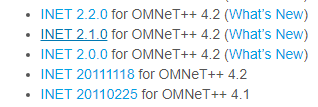 INET 2.2.0 for OMNeT++ 4.2 (What's New)
INET 2.1.0 for OMNeT++ 4.2 (What's New)
INET 2.0.0 for OMNeT++ 4.2 (What's New)
INET 20111118 for OMNeT++ 4.2
INET 20110225 for OMNeT++ 4.1